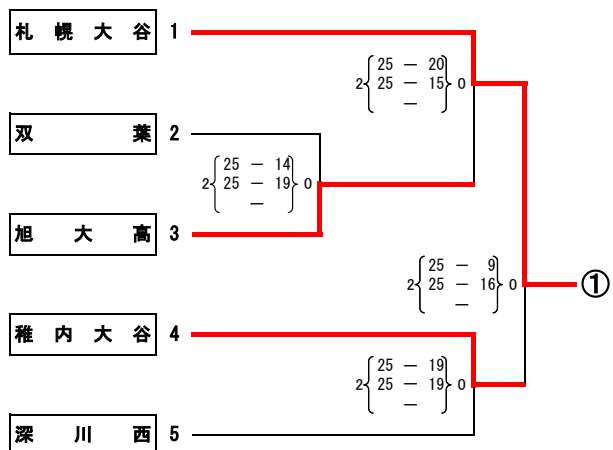 札幌大谷 1
25 ー 20
2 25 ー 15 0
ー
双葉 2
25 ー 14
2 25 ー 19 0
ー
旭大高 3
25 ー 9
2 25 ー 16 0
ー
①
稚内大谷 4
25 ー 19
2 25 ー 19 0
ー
深川西 5